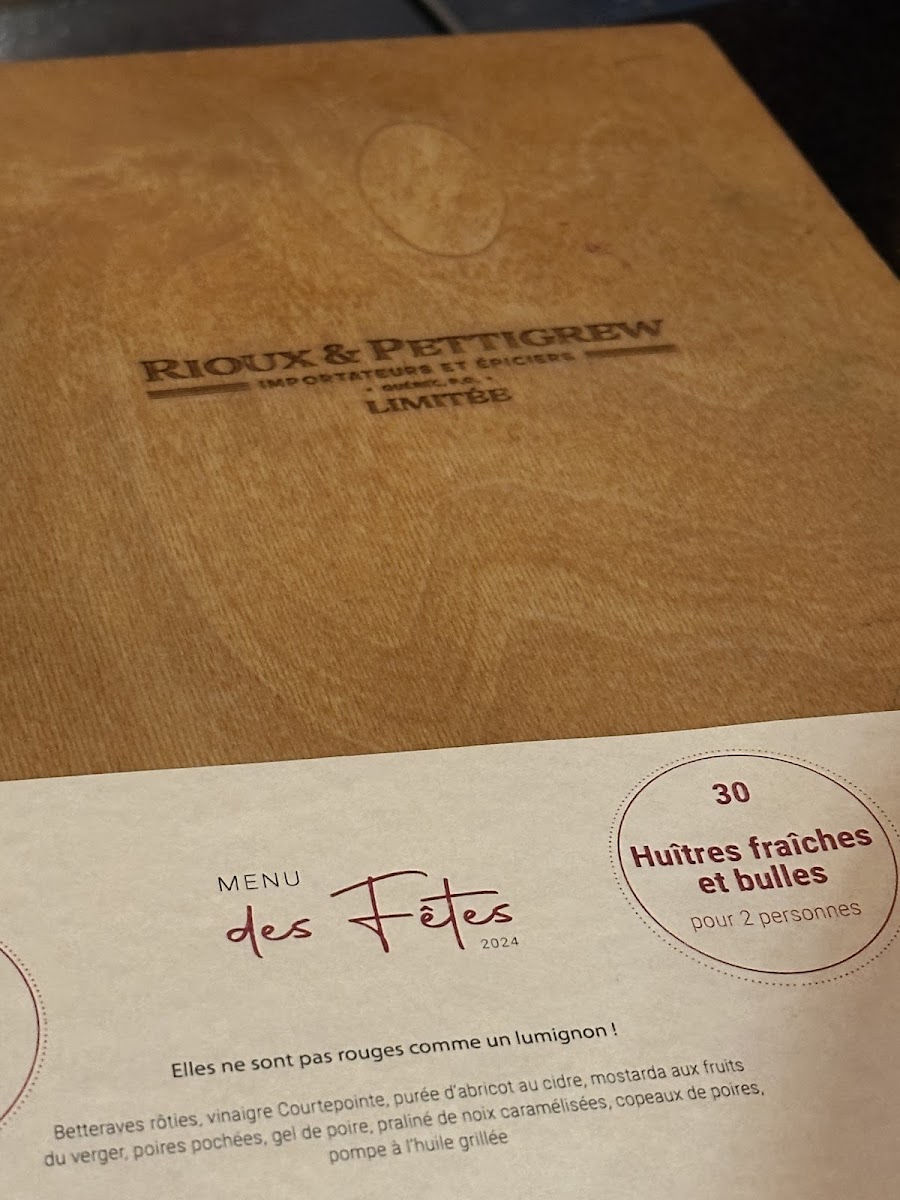 RIOUX & PETTIGREW
IMPORTATEURS ET ÉPICIERS
• QUÉBEC, P.Q. •
LIMITÉE
30
Huîtres fraîches
et bulles
pour 2 personnes
MENU
des Fêtes
2024
Elles ne sont pas rouges comme un lumignon !
Betteraves rôties, vinaigre Courtepointe, purée d'abricot au cidre, mostarda aux fruits
du verger, poires pochées, gel de poire, praliné de noix caramélisées, copeaux de poires,
pompe à l'huile grillée